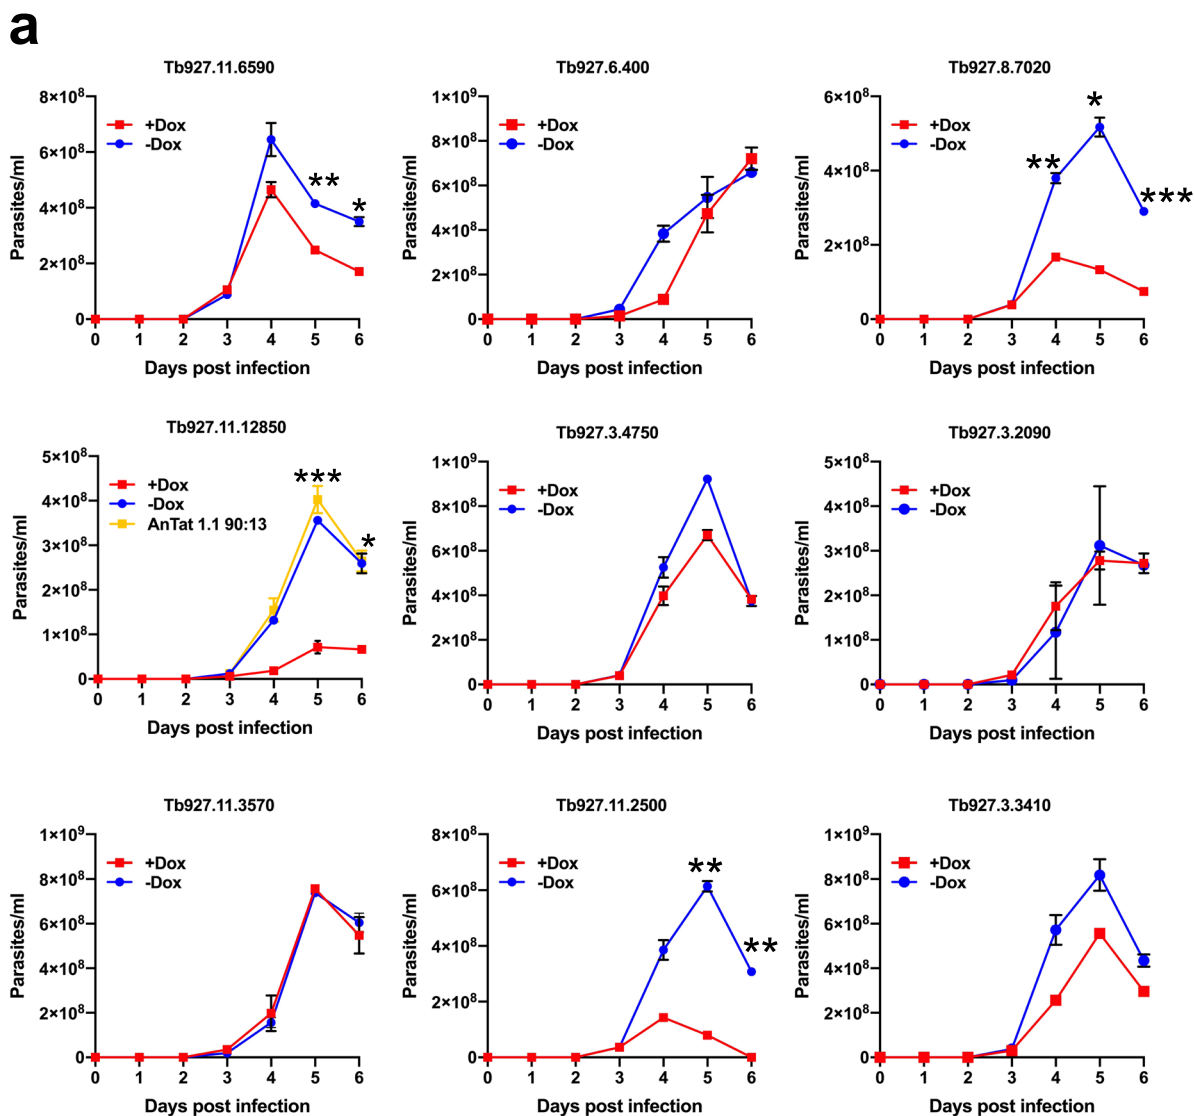 a
Tb927.11.6590
Parasites/ml
8×10⁸
6×10⁸
4×10⁸
2×10⁸
0
+Dox
-Dox
**
*
0 1 2 3 4 5 6
Days post infection
Tb927.6.400
Parasites/ml
1×10⁹
8×10⁸
6×10⁸
4×10⁸
2×10⁸
0
+Dox
-Dox
0 1 2 3 4 5 6
Days post infection
Tb927.8.7020
Parasites/ml
6×10⁸
4×10⁸
2×10⁸
0
+Dox
-Dox
*
**
***
0 1 2 3 4 5 6
Days post infection
Tb927.11.12850
Parasites/ml
5×10⁸
4×10⁸
3×10⁸
2×10⁸
1×10⁸
0
+Dox
-Dox
AnTat 1.1 90:13
***
*
0 1 2 3 4 5 6
Days post infection
Tb927.3.4750
Parasites/ml
1×10⁹
8×10⁸
6×10⁸
4×10⁸
2×10⁸
0
+Dox
-Dox
0 1 2 3 4 5 6
Days post infection
Tb927.3.2090
Parasites/ml
5×10⁸
4×10⁸
3×10⁸
2×10⁸
1×10⁸
0
+Dox
-Dox
0 1 2 3 4 5 6
Days post infection
Tb927.11.3570
Parasites/ml
1×10⁹
8×10⁸
6×10⁸
4×10⁸
2×10⁸
0
+Dox
-Dox
0 1 2 3 4 5 6
Days post infection
Tb927.11.2500
Parasites/ml
8×10⁸
6×10⁸
4×10⁸
2×10⁸
0
+Dox
-Dox
**
**
0 1 2 3 4 5 6
Days post infection
Tb927.3.3410
Parasites/ml
1×10⁹
8×10⁸
6×10⁸
4×10⁸
2×10⁸
0
+Dox
-Dox
0 1 2 3 4 5 6
Days post infection